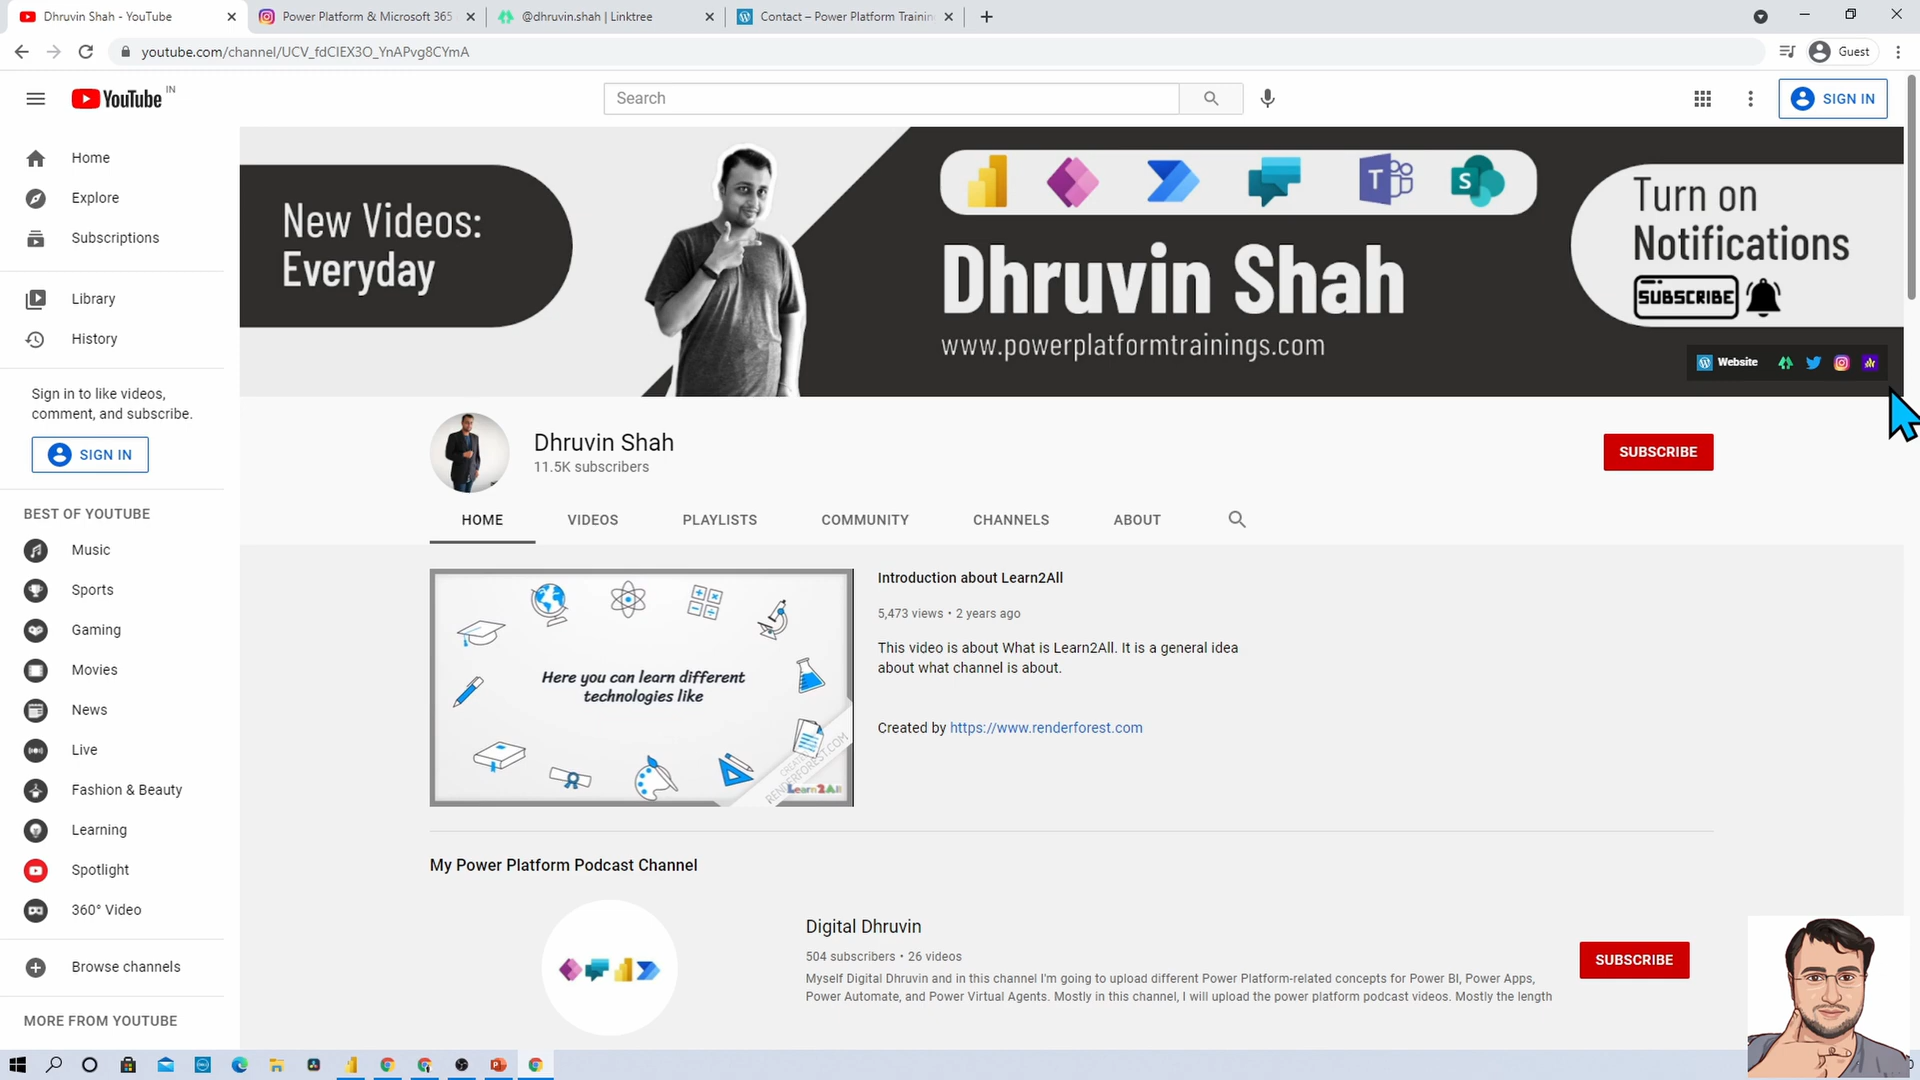 Dhruvin Shah - YouTube
Power Platform & Microsoft 365
@dhruvin.shah | Linktree
Contact – Power Platform Trainin
youtube.com/channel/UCV_fdCIEX3O_YnAPvg8CYmA
Guest
YouTube IN
Search
SIGN IN
Home
Explore
Subscriptions
Library
History
Sign in to like videos,
comment, and subscribe.
SIGN IN
BEST OF YOUTUBE
Music
Sports
Gaming
Movies
News
Live
Fashion & Beauty
Learning
Spotlight
360° Video
Browse channels
MORE FROM YOUTUBE
New Videos:
Everyday
Dhruvin Shah
www.powerplatformtrainings.com
Turn on
Notifications
SUBSCRIBE
Website
Dhruvin Shah
11.5K subscribers
SUBSCRIBE
HOME
VIDEOS
PLAYLISTS
COMMUNITY
CHANNELS
ABOUT
Here you can learn different
technologies like
CREATED
RENDERFOREST.COM
Learn2All
Introduction about Learn2All
5,473 views • 2 years ago
This video is about What is Learn2All. It is a general idea
about what channel is about.
Created by https://www.renderforest.com
My Power Platform Podcast Channel
Digital Dhruvin
504 subscribers • 26 videos
Myself Digital Dhruvin and in this channel I'm going to upload different Power Platform-related concepts for Power BI, Power Apps,
Power Automate, and Power Virtual Agents. Mostly in this channel, I will upload the power platform podcast videos. Mostly the length
SUBSCRIBE